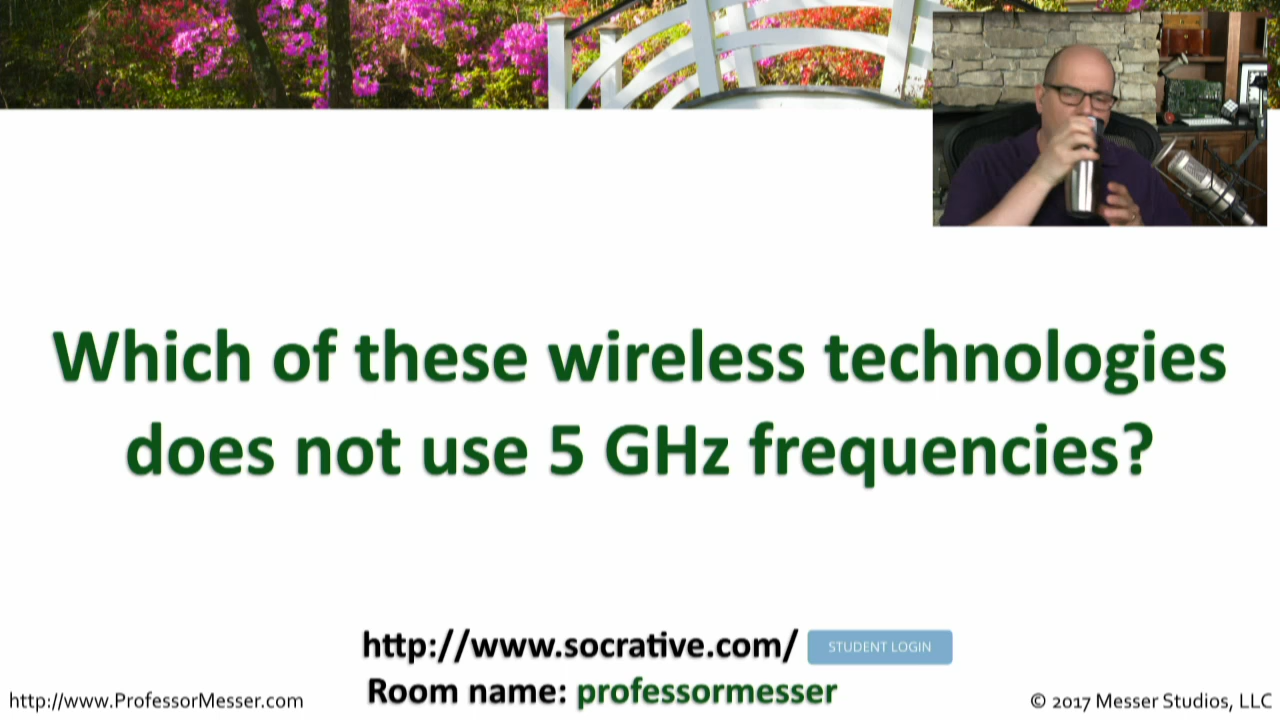 Which of these wireless technologies
does not use 5 GHz frequencies?
http://www.socrative.com/ STUDENT LOGIN
Room name: professormesser
http://www.ProfessorMesser.com
© 2017 Messer Studios, LLC